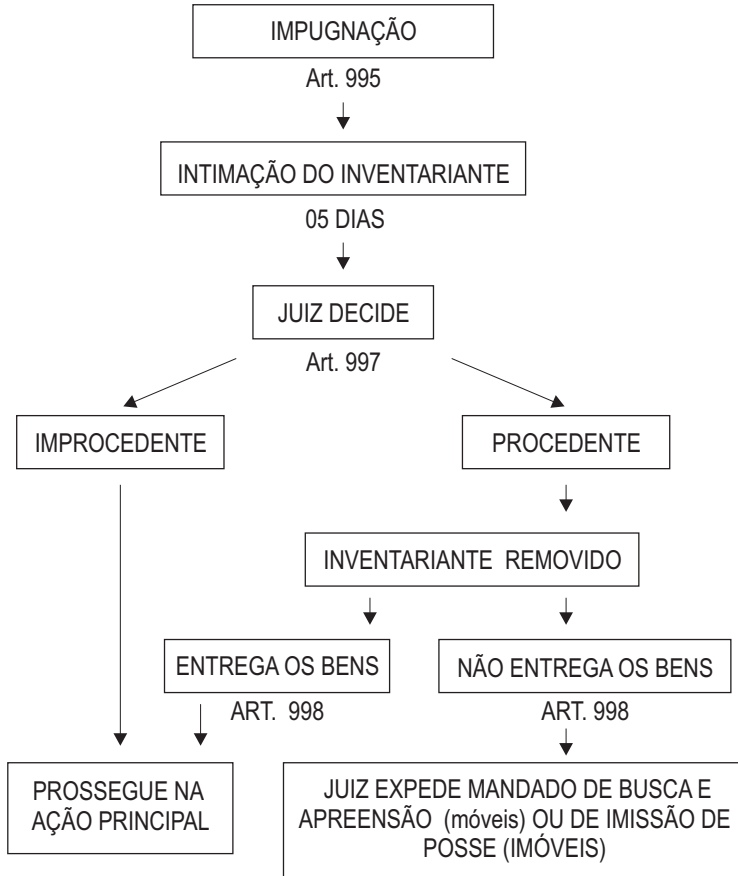 IMPUGNAÇÃO
Art. 995
INTIMAÇÃO DO INVENTARIANTE
05 DIAS
JUIZ DECIDE
Art. 997
IMPROCEDENTE
PROCEDENTE
INVENTARIANTE REMOVIDO
ENTREGA OS BENS
NÃO ENTREGA OS BENS
ART. 998
ART. 998
PROSSEGUE NA
AÇÃO PRINCIPAL
JUIZ EXPEDE MANDADO DE BUSCA E
APREENSÃO (móveis) OU DE IMISSÃO DE
POSSE (IMÓVEIS)